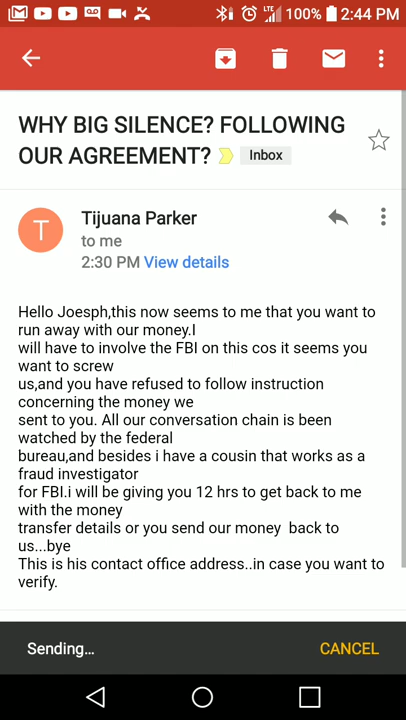 LTE 100% 2:44 PM
WHY BIG SILENCE? FOLLOWING
OUR AGREEMENT? Inbox
T
Tijuana Parker
to me
2:30 PM View details
Hello Joesph,this now seems to me that you want to
run away with our money.I
will have to involve the FBI on this cos it seems you
want to screw
us,and you have refused to follow instruction
concerning the money we
sent to you. All our conversation chain is been
watched by the federal
bureau,and besides i have a cousin that works as a
fraud investigator
for FBI.i will be giving you 12 hrs to get back to me
with the money
transfer details or you send our money  back to
us...bye
This is his contact office address..in case you want to
verify.
Sending... CANCEL